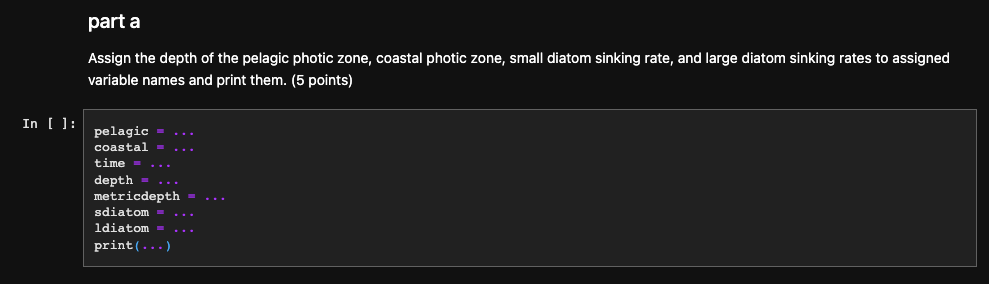 part a
Assign the depth of the pelagic photic zone, coastal photic zone, small diatom sinking rate, and large diatom sinking rates to assigned
variable names and print them. (5 points)
In [ ]:
pelagic = ...
coastal = ...
time = ...
depth = ...
metricdepth = ...
sdiatom = ...
ldiatom = ...
print(...)